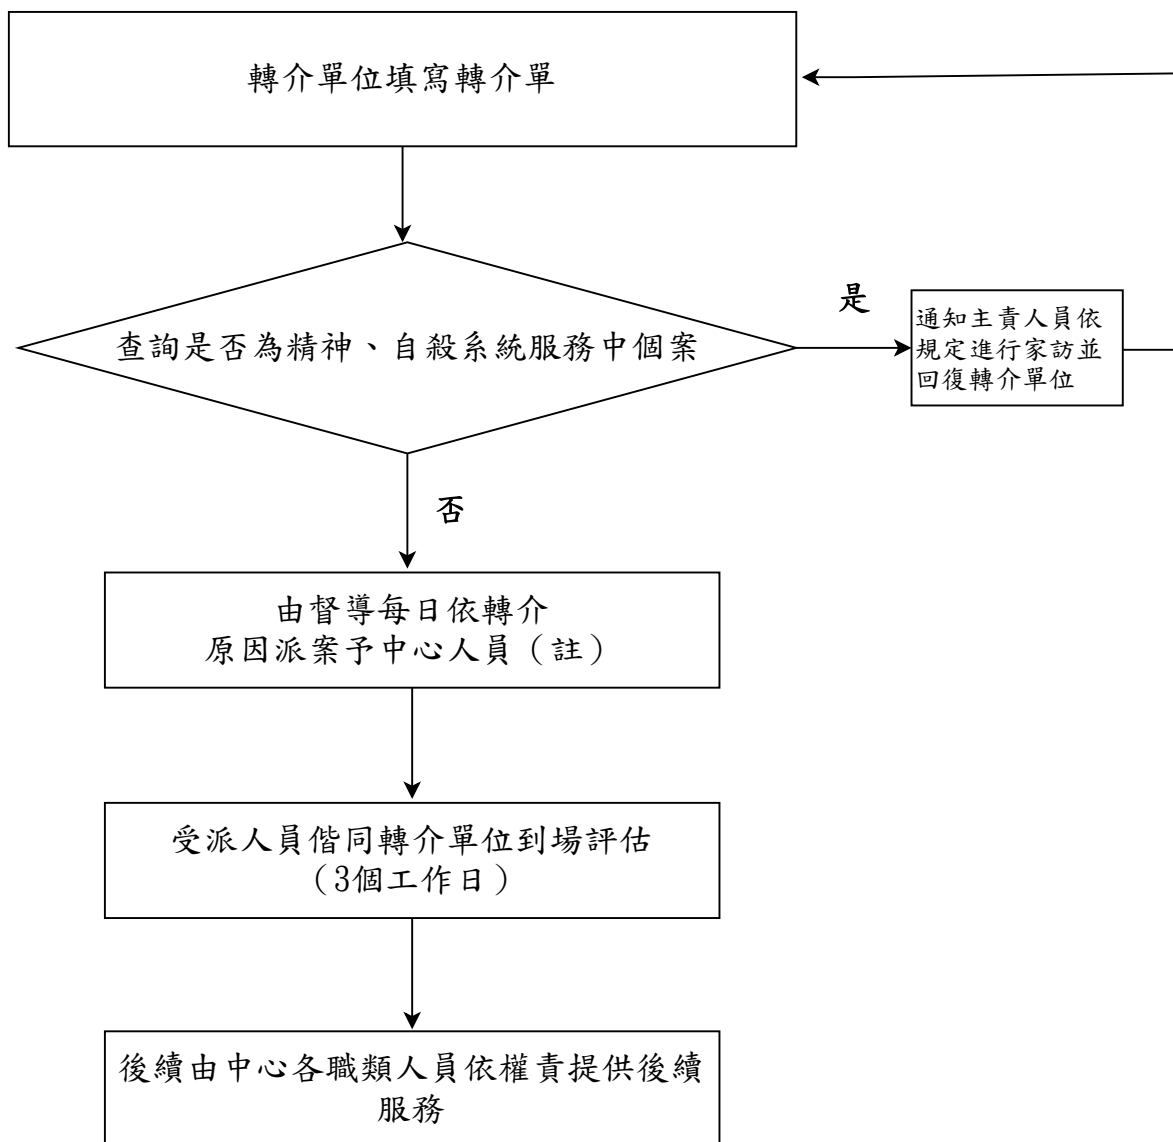 轉介單位填寫轉介單
查詢是否為精神、自殺系統服務中個案
是
通知主責人員依
規定進行家訪並
回復轉介單位
否
由督導每日依轉介
原因派案予中心人員（註）
受派人員偕同轉介單位到場評估
（3個工作日）
後續由中心各職類人員依權責提供後續
服務